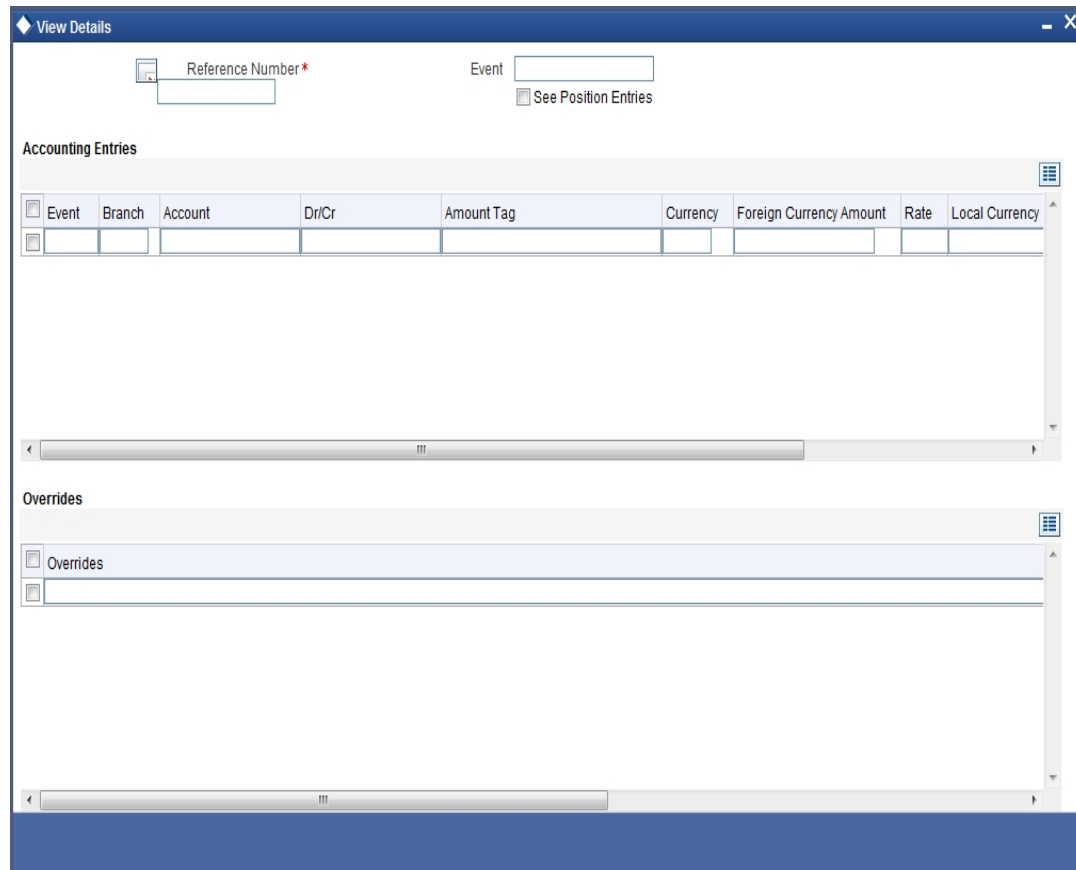 View Details
Reference Number * Event
See Position Entries
Accounting Entries
Event Branch Account Dr/Cr Amount Tag Currency Foreign Currency Amount Rate Local Currency
Overrides
Overrides